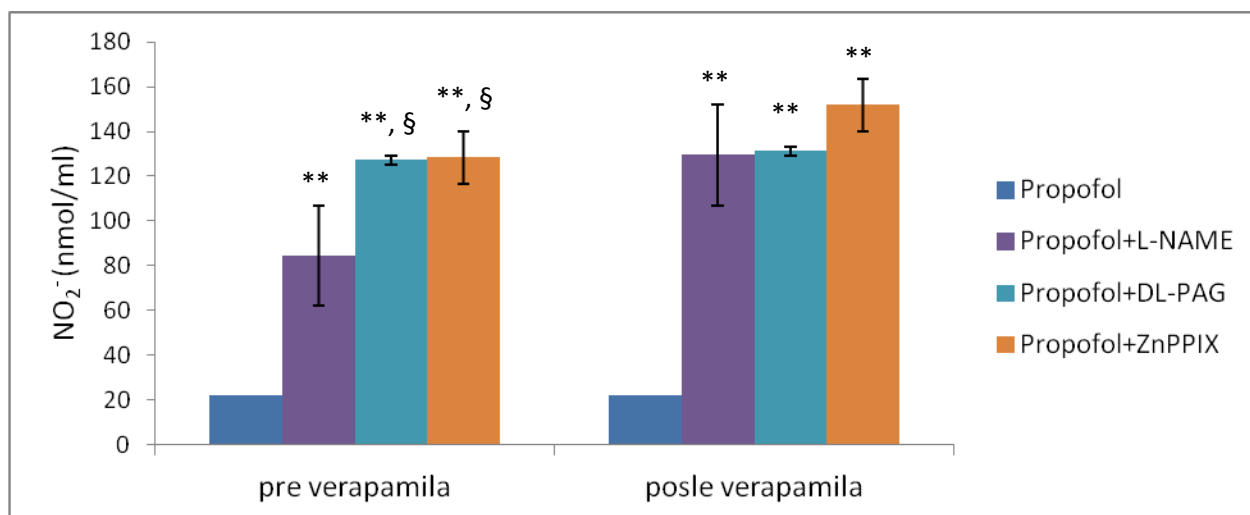 180
160
140
120
100
80
60
40
20
0
NO₂⁻ (nmol/ml)
**
**, §
**, §
**
**
**
pre verapamila
posle verapamila
Propofol
Propofol+L-NAME
Propofol+DL-PAG
Propofol+ZnPPIX